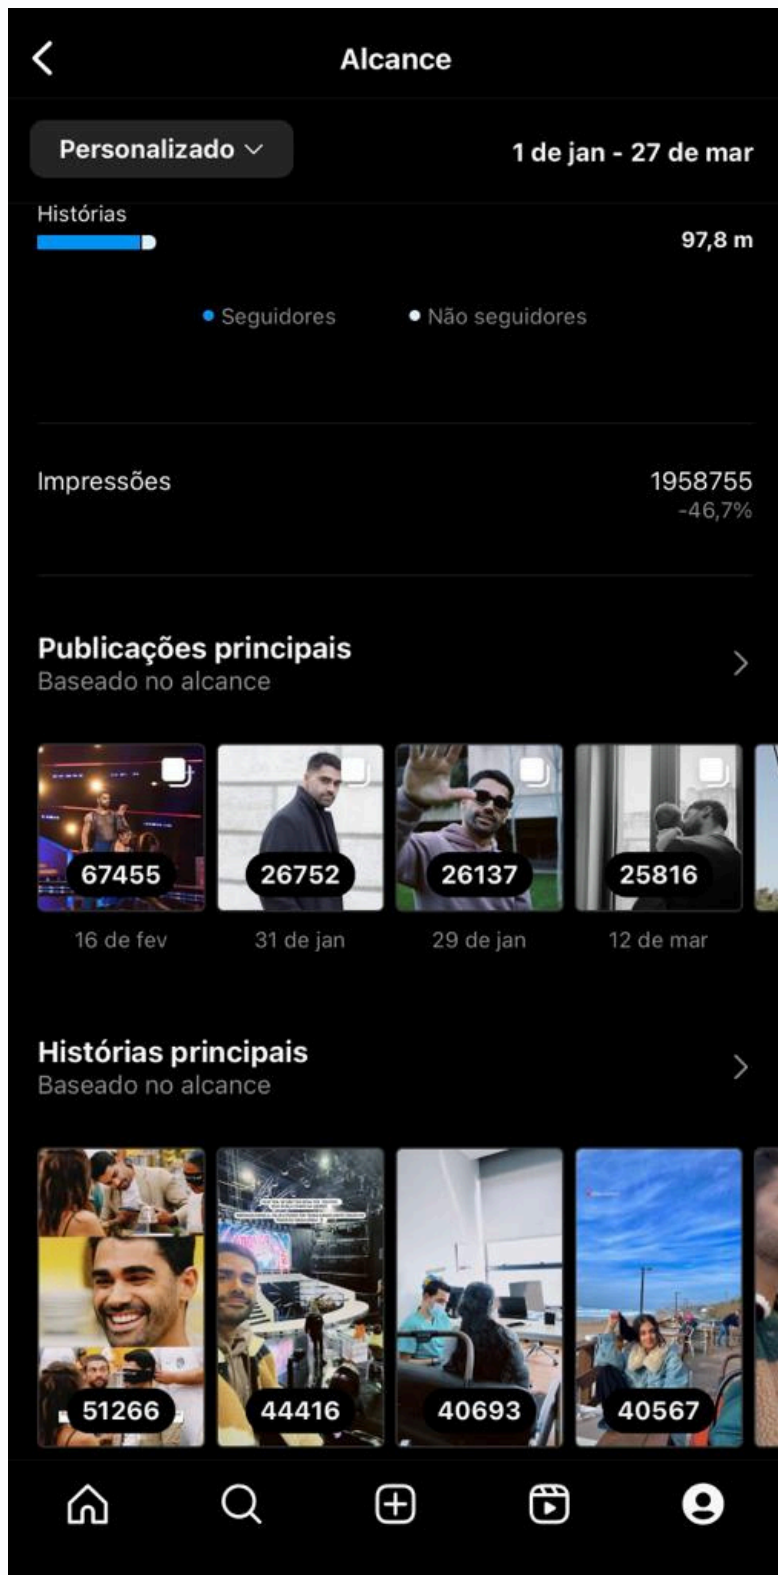 Alcance
Personalizado
1 de jan - 27 de mar
Histórias
97,8 m
Seguidores
Não seguidores
Impressões
1958755
-46,7%
Publicações principais
Baseado no alcance
67455
26752
26137
25816
16 de fev
31 de jan
29 de jan
12 de mar
Histórias principais
Baseado no alcance
51266
44416
40693
40567